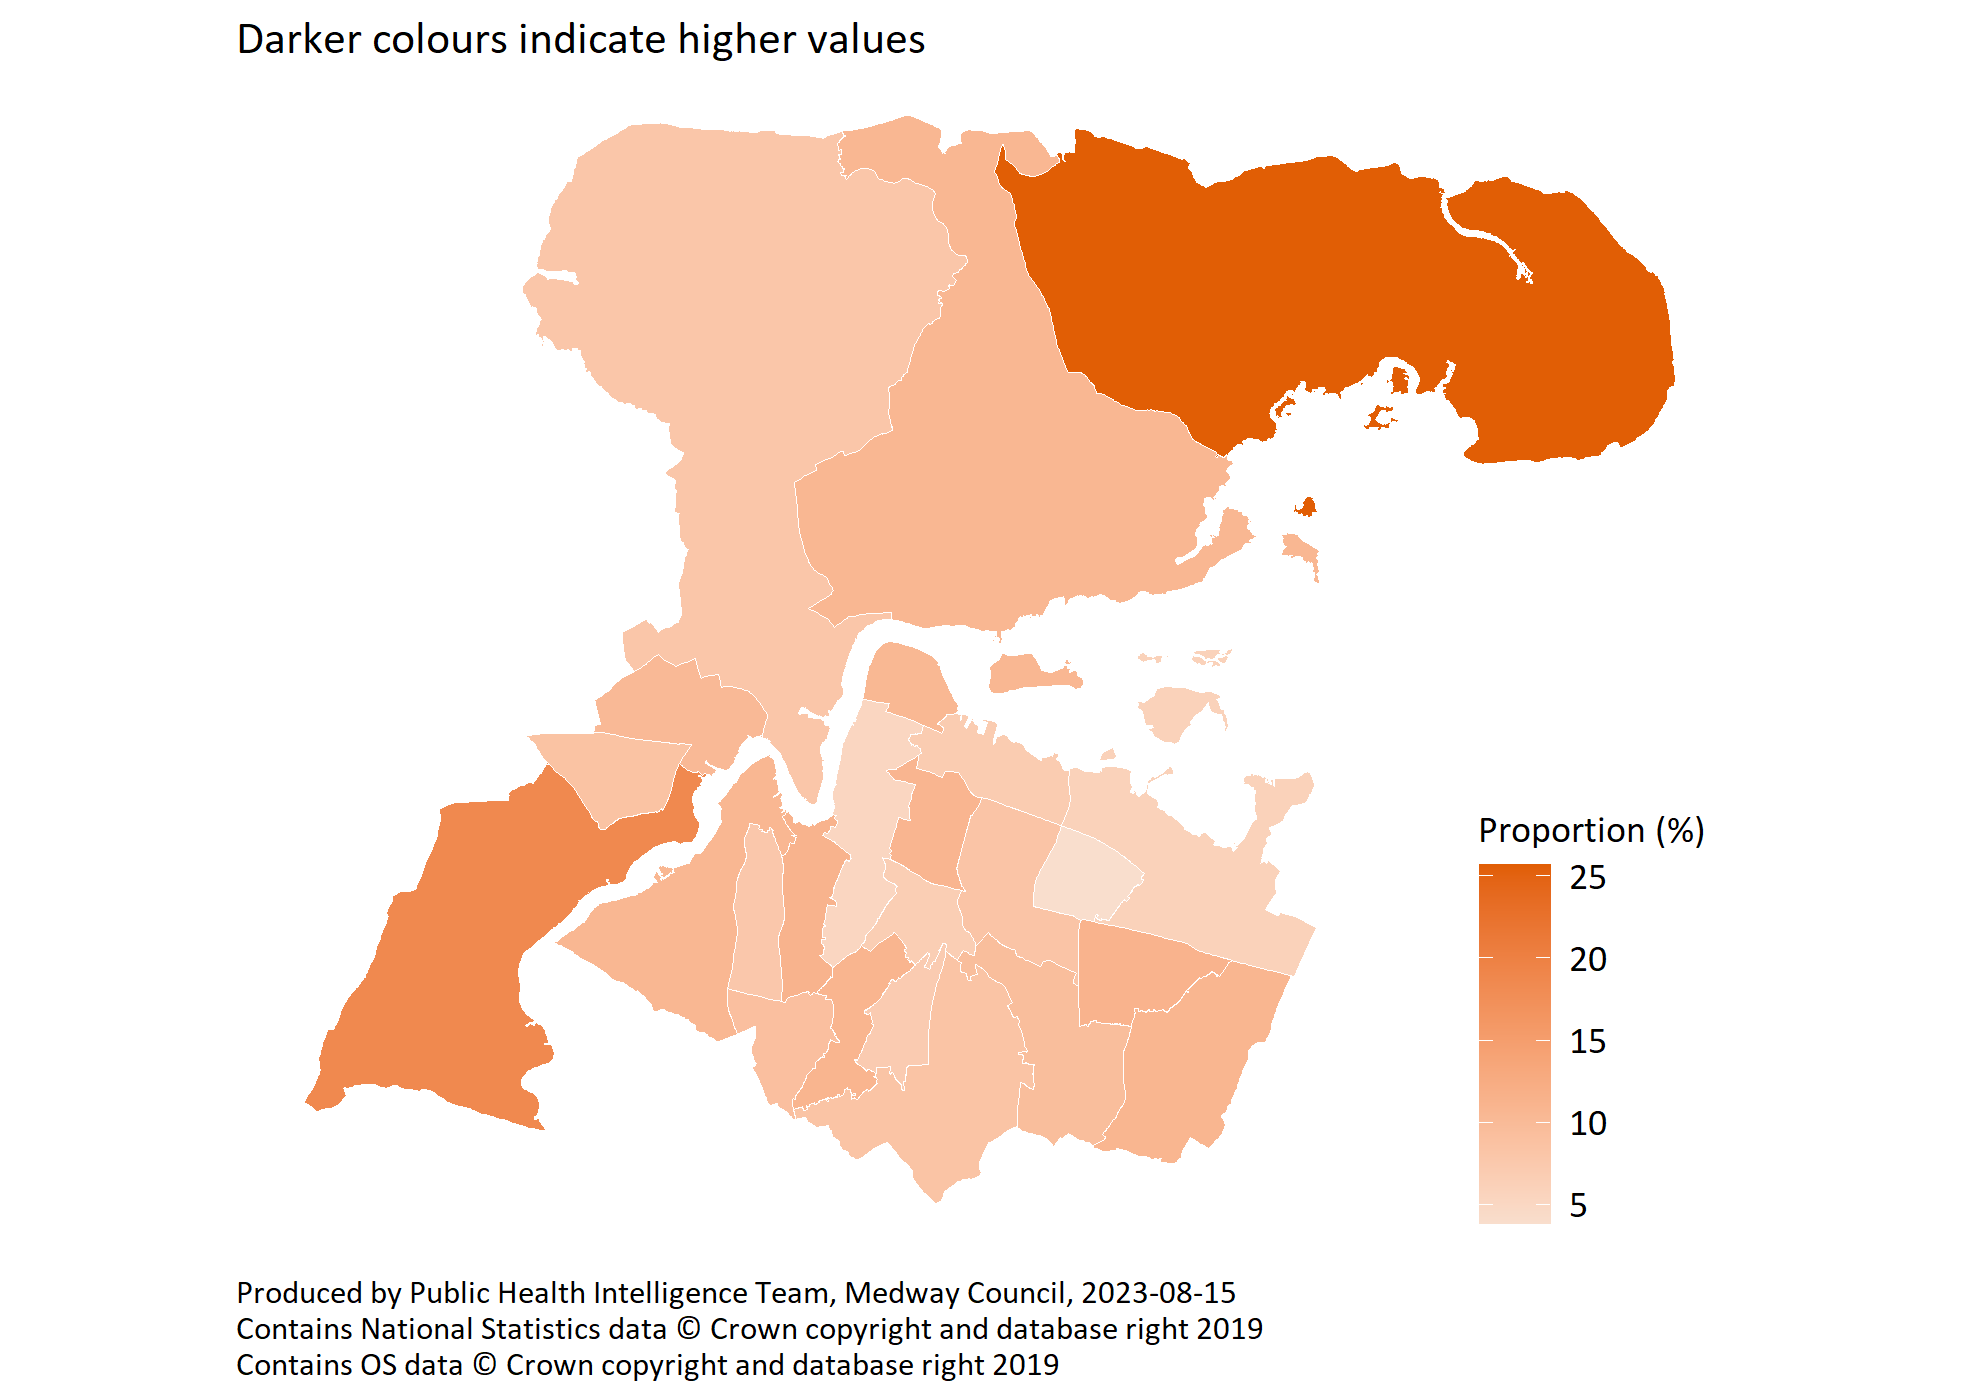 Darker colours indicate higher values
Proportion (%)
25
20
15
10
5
Produced by Public Health Intelligence Team, Medway Council, 2023-08-15
Contains National Statistics data © Crown copyright and database right 2019
Contains OS data © Crown copyright and database right 2019